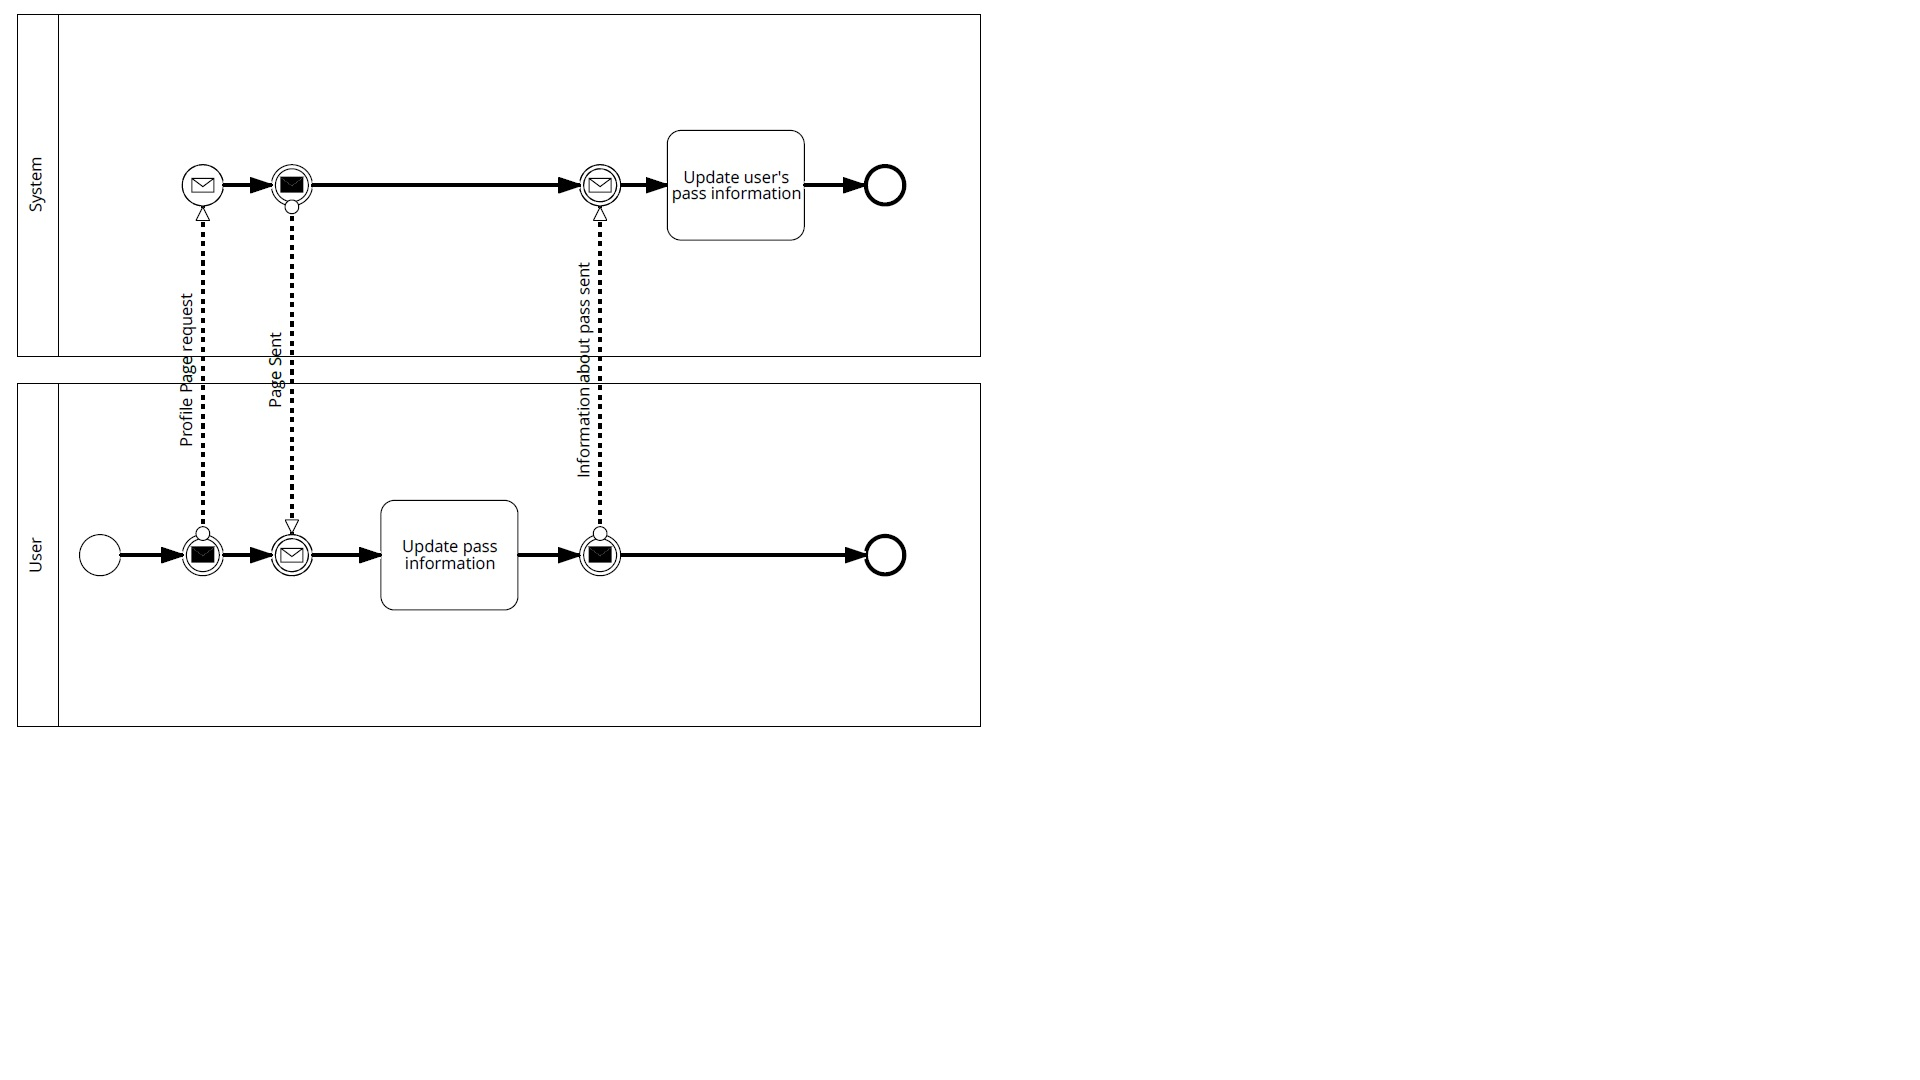 System
Update user's
pass information
Profile Page request
Page Sent
Information about pass sent
User
Update pass
information